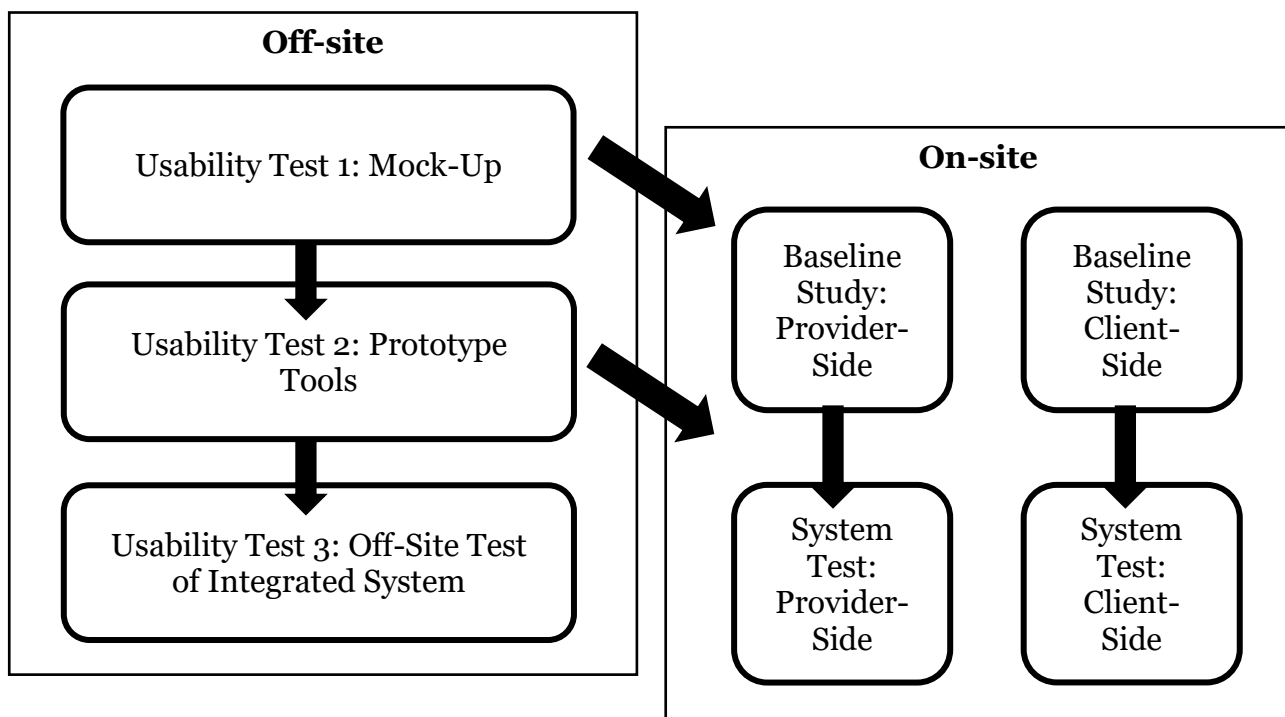 Off-site
Usability Test 1: Mock-Up
Usability Test 2: Prototype
Tools
Usability Test 3: Off-Site Test
of Integrated System
On-site
Baseline
Study:
Provider-
Side
Baseline
Study:
Client-
Side
System
Test:
Provider-
Side
System
Test:
Client-
Side